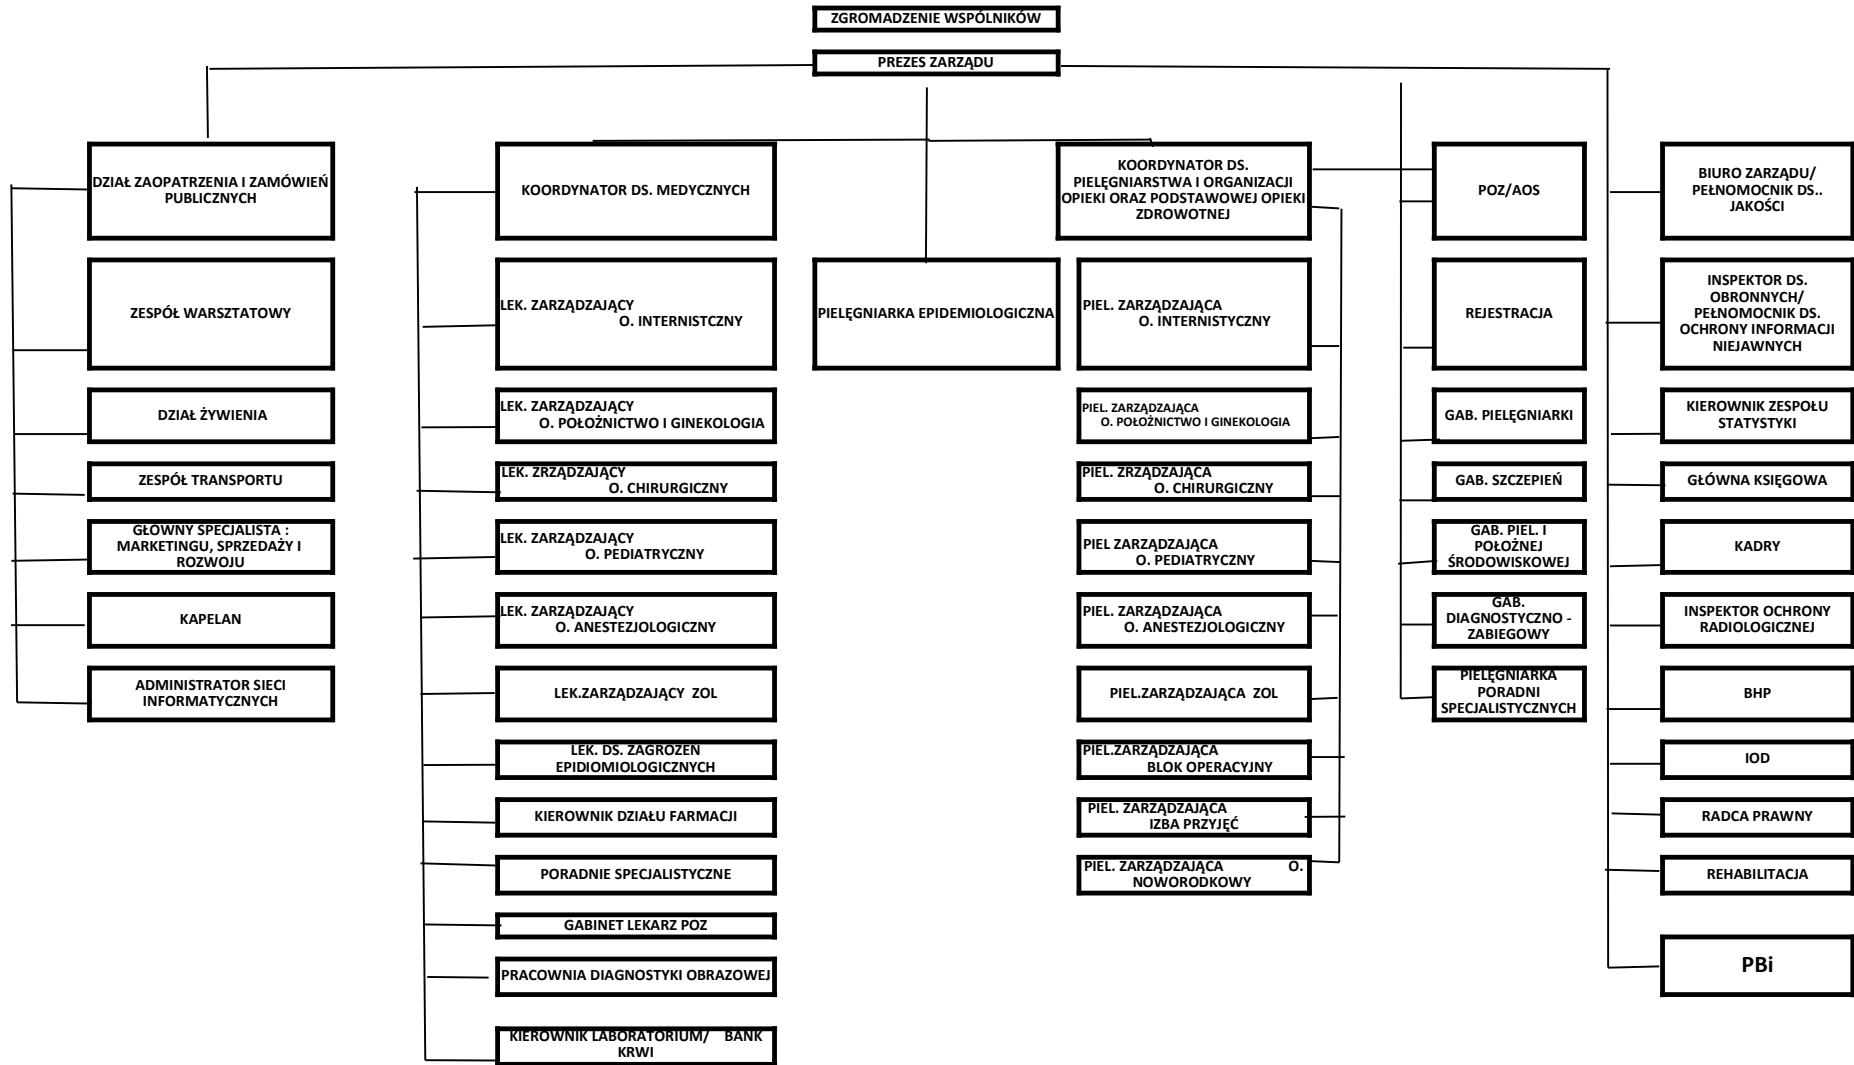 ZGROMADZENIE WSPÓLNIKÓW
PREZES ZARZĄDU
DZIAŁ ZAOPATRZENIA I ZAMÓWIEŃ
PUBLICZNYCH
ZESPÓŁ WARSZTATOWY
DZIAŁ ŻYWIENIA
ZESPÓŁ TRANSPORTU
GŁÓWNY SPECJALISTA :
MARKETINGU, SPRZEDAŻY I
ROZWOJU
KAPELAN
ADMINISTRATOR SIECI
INFORMATYCZNYCH
KOORDYNATOR DS. MEDYCZNYCH
LEK. ZARZĄDZAJĄCY
O. INTERNISTCZNY
LEK. ZARZĄDZAJĄCY
O. POŁOŻNICTWO I GINEKOLOGIA
LEK. ZRZĄDZAJĄCY
O. CHIRURGICZNY
LEK. ZARZĄDZAJĄCY
O. PEDIATRYCZNY
LEK. ZARZĄDZAJĄCY
O. ANESTEZJOLOGICZNY
LEK.ZARZĄDZAJĄCY ZOL
LEK. DS. ZAGROŻEŃ
EPIDIOMIOLOGICZNYCH
KIEROWNIK DZIAŁU FARMACJI
PORADNIE SPECJALISTYCZNE
GABINET LEKARZ POZ
PRACOWNIA DIAGNOSTYKI OBRAZOWEJ
KIEROWNIK LABORATORIUM/ BANK
KRWI
PIELĘGNIARKA EPIDEMIOLOGICZNA
KOORDYNATOR DS.
PIELĘGNIARSTWA I ORGANIZACJI
OPIEKI ORAZ PODSTAWOWEJ OPIEKI
ZDROWOTNEJ
PIEL. ZARZĄDZAJĄCA
O. INTERNISTYCZNY
PIEL. ZARZĄDZAJĄCA
O. POŁOŻNICTWO I GINEKOLOGIA
PIEL. ZRZĄDZAJĄCA
O. CHIRURGICZNY
PIEL ZARZĄDZAJĄCA
O. PEDIATRYCZNY
PIEL. ZARZĄDZAJĄCA
O. ANESTEZJOLOGICZNY
PIEL.ZARZĄDZAJĄCA ZOL
PIEL.ZARZĄDZAJĄCA
BLOK OPERACYJNY
PIEL. ZARZĄDZAJĄCA
IZBA PRZYJĘĆ
PIEL. ZARZĄDZAJĄCA O.
NOWORODKOWY
POZ/AOS
REJESTRACJA
GAB. PIELĘGNIARKI
GAB. SZCZEPIEŃ
GAB. PIEL. I
POŁOŻNEJ
ŚRODOWISKOWEJ
GAB.
DIAGNOSTYCZNO -
ZABIEGOWY
PIELĘGNIARKA
PORADNI
SPECJALISTYCZNYCH
BIURO ZARZĄDU/
PEŁNOMOCNIK DS..
JAKOŚCI
INSPEKTOR DS.
OBRONNYCH/
PEŁNOMOCNIK DS.
OCHRONY INFORMACJI
NIEJAWNYCH
KIEROWNIK ZESPOŁU
STATYSTYKI
GŁÓWNA KSIĘGOWA
KADRY
INSPEKTOR OCHRONY
RADIOLOGICZNEJ
BHP
IOD
RADCA PRAWNY
REHABILITACJA
PBi